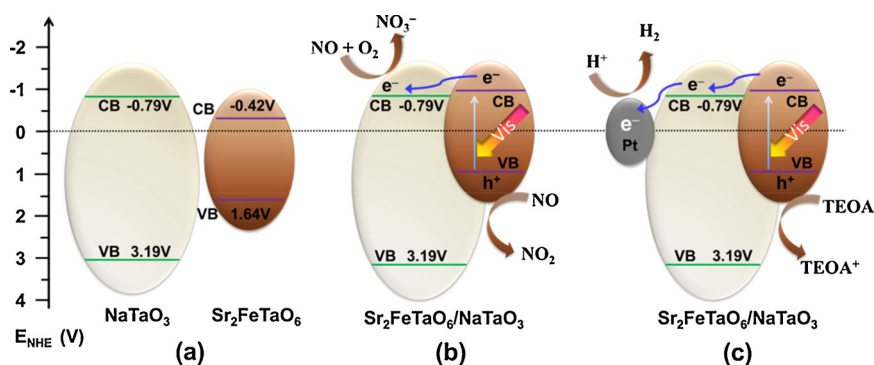 -2
-1
0
1
2
3
4
E_NHE (V)
CB -0.79V
VB 3.19V
NaTaO₃
CB -0.42V
VB 1.64V
Sr₂FeTaO₆
(a)
NO + O₂
NO₃⁻
e⁻
e⁻
CB -0.79V
CB
Vis
VB
h⁺
NO
NO₂
VB 3.19V
Sr₂FeTaO₆/NaTaO₃
(b)
H⁺
H₂
e⁻
e⁻
e⁻
Pt
CB -0.79V
CB
Vis
VB
h⁺
TEOA
TEOA⁺
VB 3.19V
Sr₂FeTaO₆/NaTaO₃
(c)